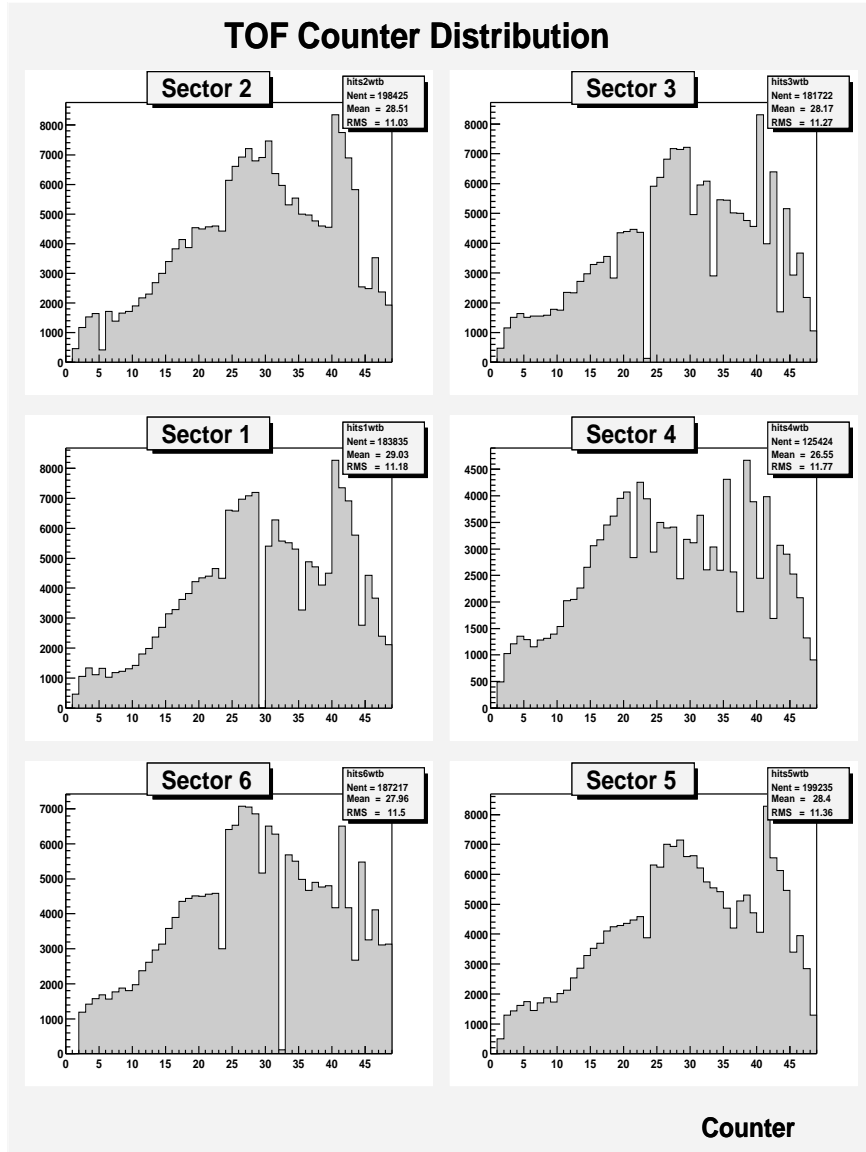 TOF Counter Distribution
Sector 2
hits2wtb
Nent = 198425
Mean = 28.51
RMS = 11.03
8000
7000
6000
5000
4000
3000
2000
1000
0
0 5 10 15 20 25 30 35 40 45
Sector 3
hits3wtb
Nent = 181722
Mean = 28.17
RMS = 11.27
8000
7000
6000
5000
4000
3000
2000
1000
0
0 5 10 15 20 25 30 35 40 45
Sector 1
hits1wtb
Nent = 183835
Mean = 29.03
RMS = 11.18
8000
7000
6000
5000
4000
3000
2000
1000
0
0 5 10 15 20 25 30 35 40 45
Sector 4
hits4wtb
Nent = 125424
Mean = 26.55
RMS = 11.77
4500
4000
3500
3000
2500
2000
1500
1000
500
0
0 5 10 15 20 25 30 35 40 45
Sector 6
hits6wtb
Nent = 187217
Mean = 27.96
RMS = 11.5
7000
6000
5000
4000
3000
2000
1000
0
0 5 10 15 20 25 30 35 40 45
Sector 5
hits5wtb
Nent = 199235
Mean = 28.4
RMS = 11.36
8000
7000
6000
5000
4000
3000
2000
1000
0
0 5 10 15 20 25 30 35 40 45
Counter